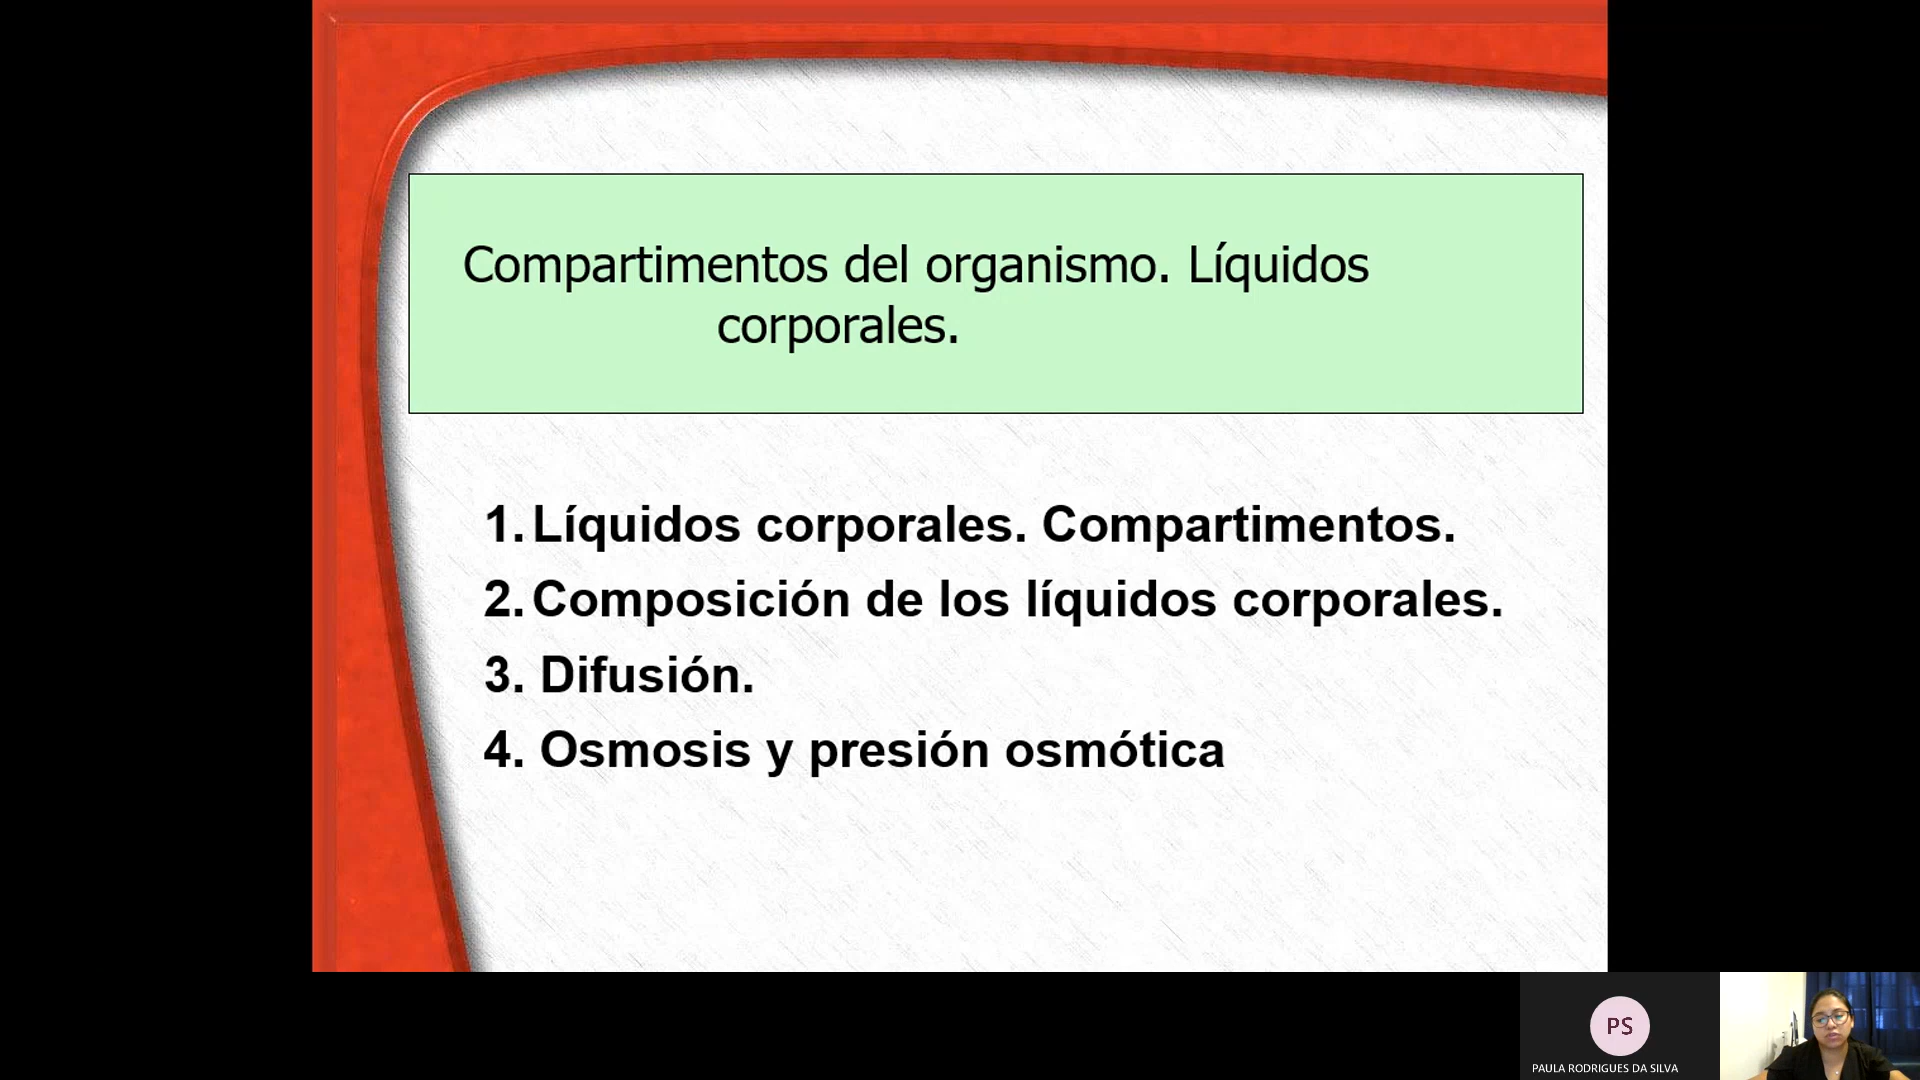 Compartimentos del organismo. Líquidos
corporales.
1. Líquidos corporales. Compartimentos.
2. Composición de los líquidos corporales.
3. Difusión.
4. Osmosis y presión osmótica
PS
PAULA RODRIGUES DA SILVA